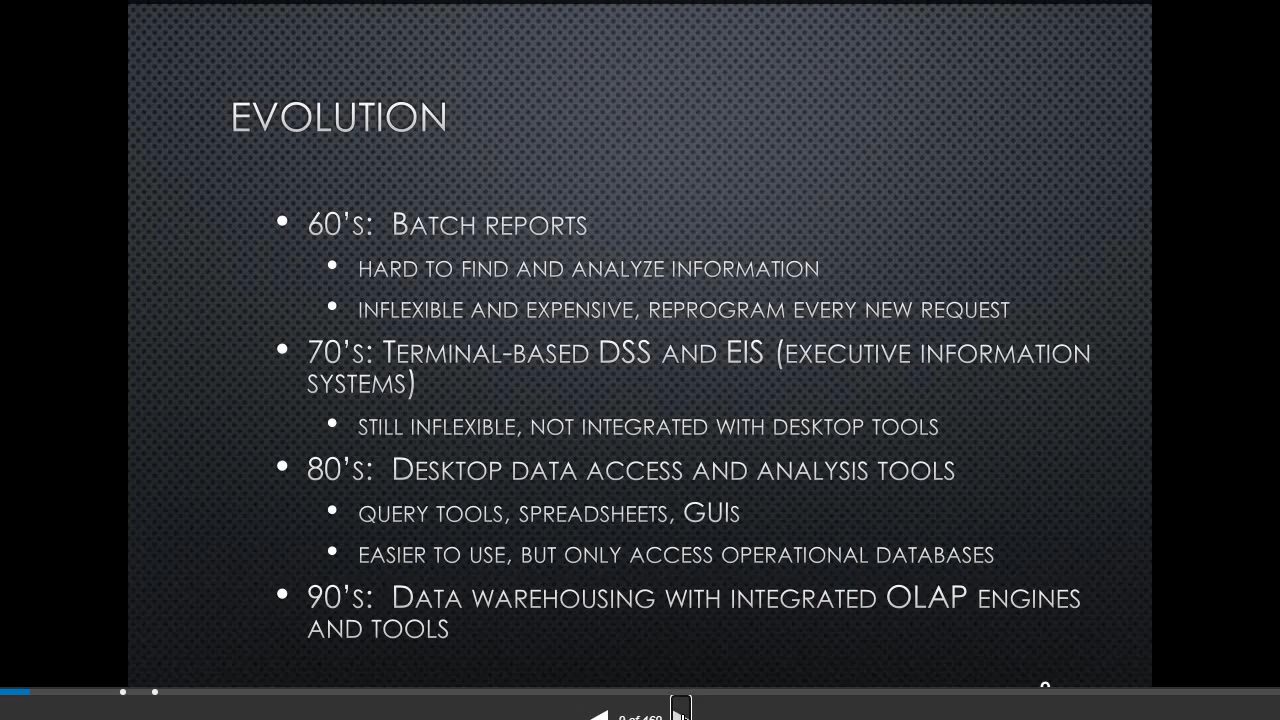 EVOLUTION
60's: BATCH REPORTS
HARD TO FIND AND ANALYZE INFORMATION
INFLEXIBLE AND EXPENSIVE, REPROGRAM EVERY NEW REQUEST
70's: TERMINAL-BASED DSS AND EIS (EXECUTIVE INFORMATION
SYSTEMS)
STILL INFLEXIBLE, NOT INTEGRATED WITH DESKTOP TOOLS
80's: DESKTOP DATA ACCESS AND ANALYSIS TOOLS
QUERY TOOLS, SPREADSHEETS, GUIS
EASIER TO USE, BUT ONLY ACCESS OPERATIONAL DATABASES
90's: DATA WAREHOUSING WITH INTEGRATED OLAP ENGINES
AND TOOLS